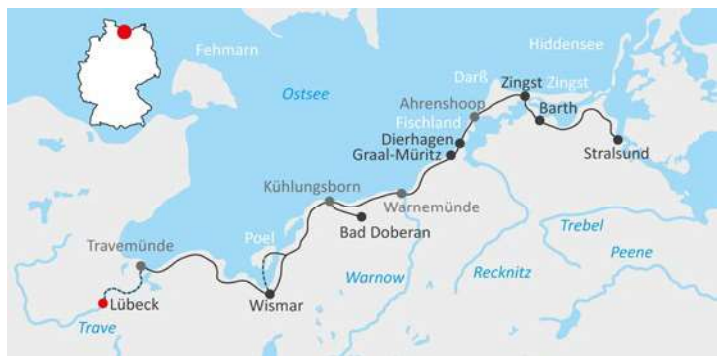 Fehmarn
Hiddensee
Ostsee
Darß
Zingst Zingst
Ahrenshoop
Barth
Fischland
Dierhagen
Graal-Müritz
Stralsund
Kühlungsborn
Warnemünde
Bad Doberan
Travemünde
Poel
Trebel
Peene
Recknitz
Warnow
Lübeck
Wismar
Trave